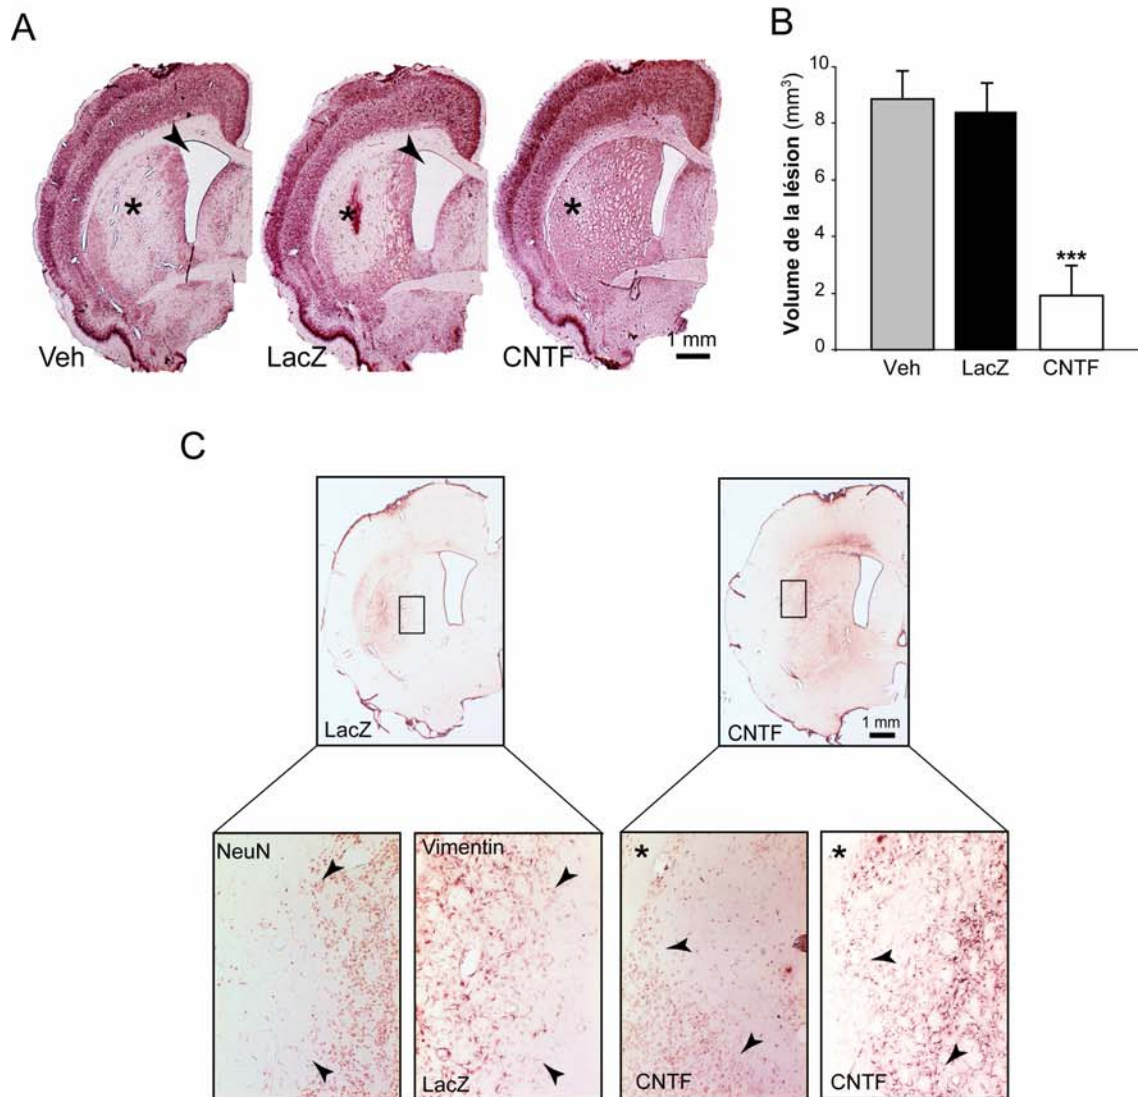 A
*
Veh
*
LacZ
*
CNTF
1 mm
B
Volume de la lésion (mm³)
10
8
6
4
2
0
***
Veh
LacZ
CNTF
C
LacZ
CNTF
1 mm
NeuN
Vimentin
LacZ
*
CNTF
*
CNTF